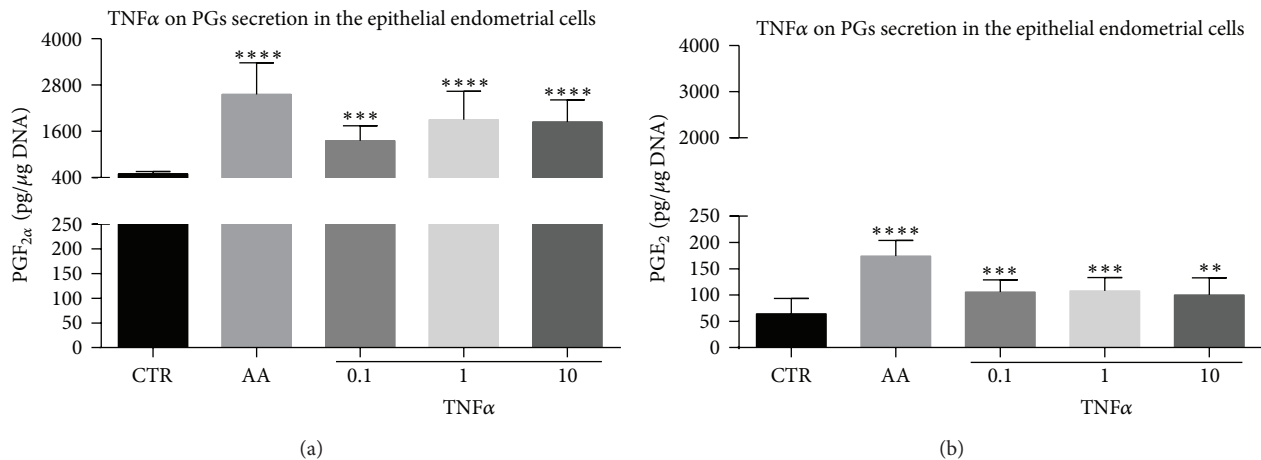 TNFα on PGs secretion in the epithelial endometrial cells
4000
2800
1600
400
250
200
150
100
50
0
PGF2α (pg/μg DNA)
****
***
****
****
CTR
AA
0.1
1
10
TNFα
(a)
TNFα on PGs secretion in the epithelial endometrial cells
4000
3000
2000
250
200
150
100
50
0
PGE2 (pg/μg DNA)
****
***
***
**
CTR
AA
0.1
1
10
TNFα
(b)